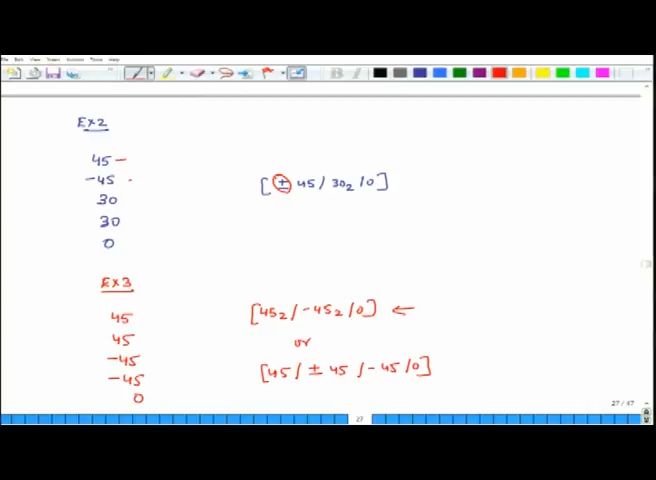 Ex2
45 –
-45 -
30
30
0
[± 45 / 30₂ / 0]
Ex3
45
45
-45
-45
0
[45₂ / -45₂ / 0] ←
or
[45 / ± 45 / -45 / 0]
27 / 47
27